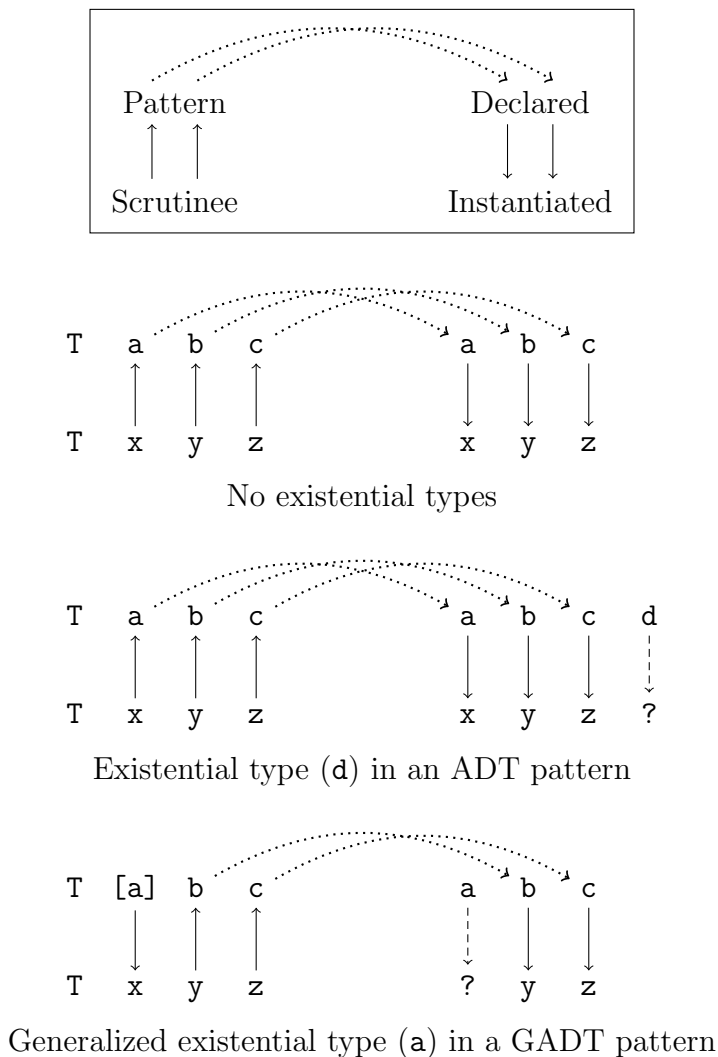 Pattern Declared
Scrutinee Instantiated
T a b c a b c
T x y z x y z
No existential types
T a b c a b c d
T x y z x y z ?
Existential type (d) in an ADT pattern
T [a] b c a b c
T x y z ? y z
Generalized existential type (a) in a GADT pattern